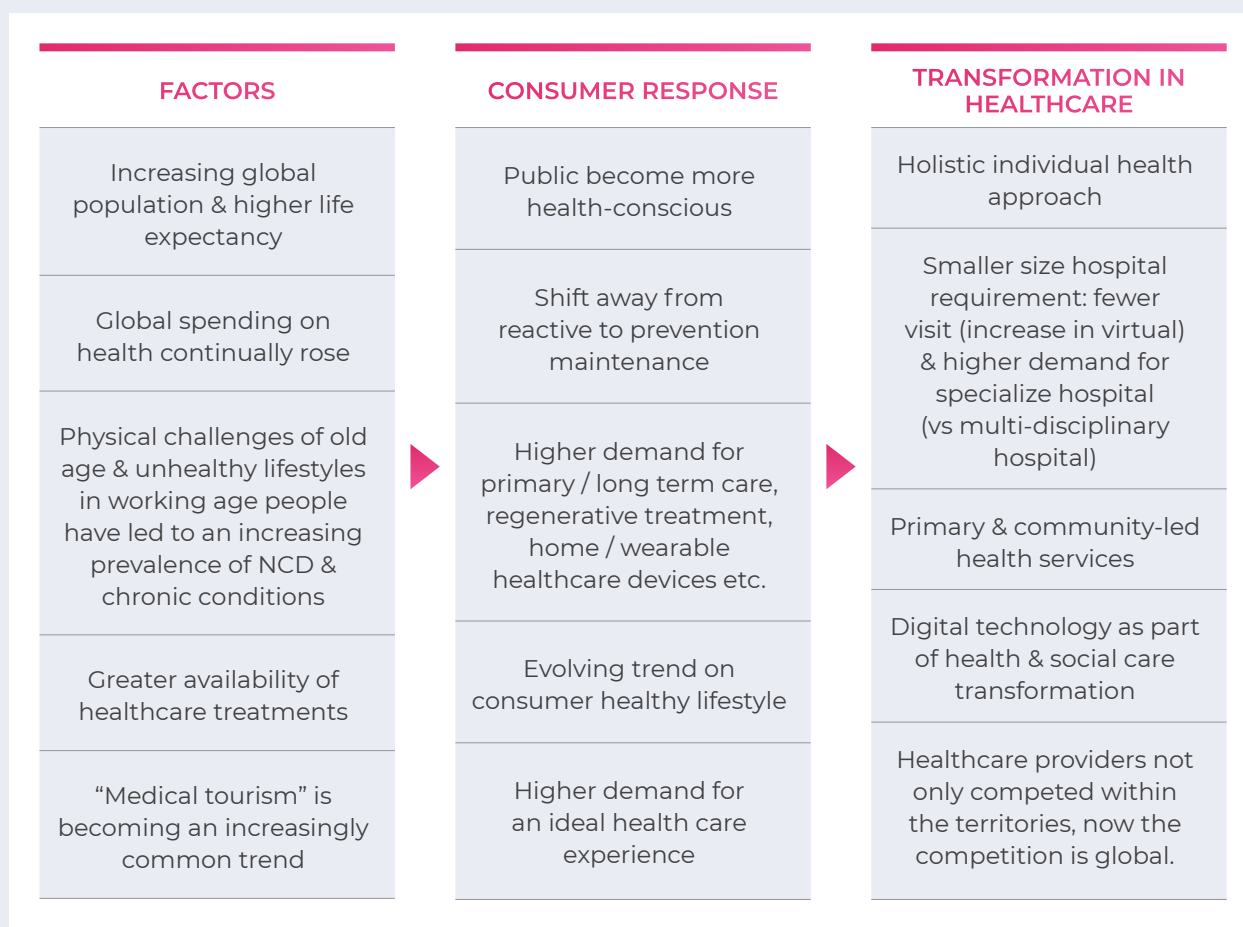 FACTORS
Increasing global
population & higher life
expectancy
Global spending on
health continually rose
Physical challenges of old
age & unhealthy lifestyles
in working age people
have led to an increasing
prevalence of NCD &
chronic conditions
Greater availability of
healthcare treatments
“Medical tourism” is
becoming an increasingly
common trend
CONSUMER RESPONSE
Public become more
health-conscious
Shift away from
reactive to prevention
maintenance
Higher demand for
primary / long term care,
regenerative treatment,
home / wearable
healthcare devices etc.
Evolving trend on
consumer healthy lifestyle
Higher demand for
an ideal health care
experience
TRANSFORMATION IN
HEALTHCARE
Holistic individual health
approach
Smaller size hospital
requirement: fewer
visit (increase in virtual)
& higher demand for
specialize hospital
(vs multi-disciplinary
hospital)
Primary & community-led
health services
Digital technology as part
of health & social care
transformation
Healthcare providers not
only competed within
the territories, now the
competition is global.